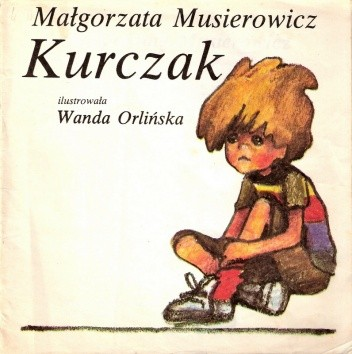 Małgorzata Musierowicz
Kurczak
ilustrowała
Wanda Orlińska